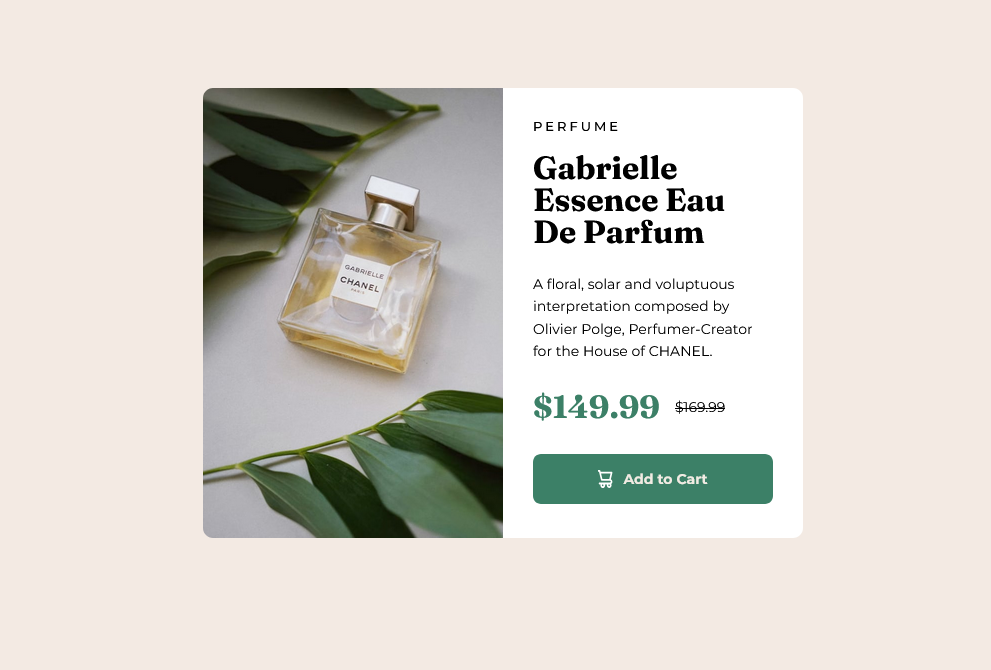 GABRIELLE
CHANEL
PARIS
PERFUME
Gabrielle
Essence Eau
De Parfum
A floral, solar and voluptuous
interpretation composed by
Olivier Polge, Perfumer-Creator
for the House of CHANEL.
$149.99 $169.99
Add to Cart